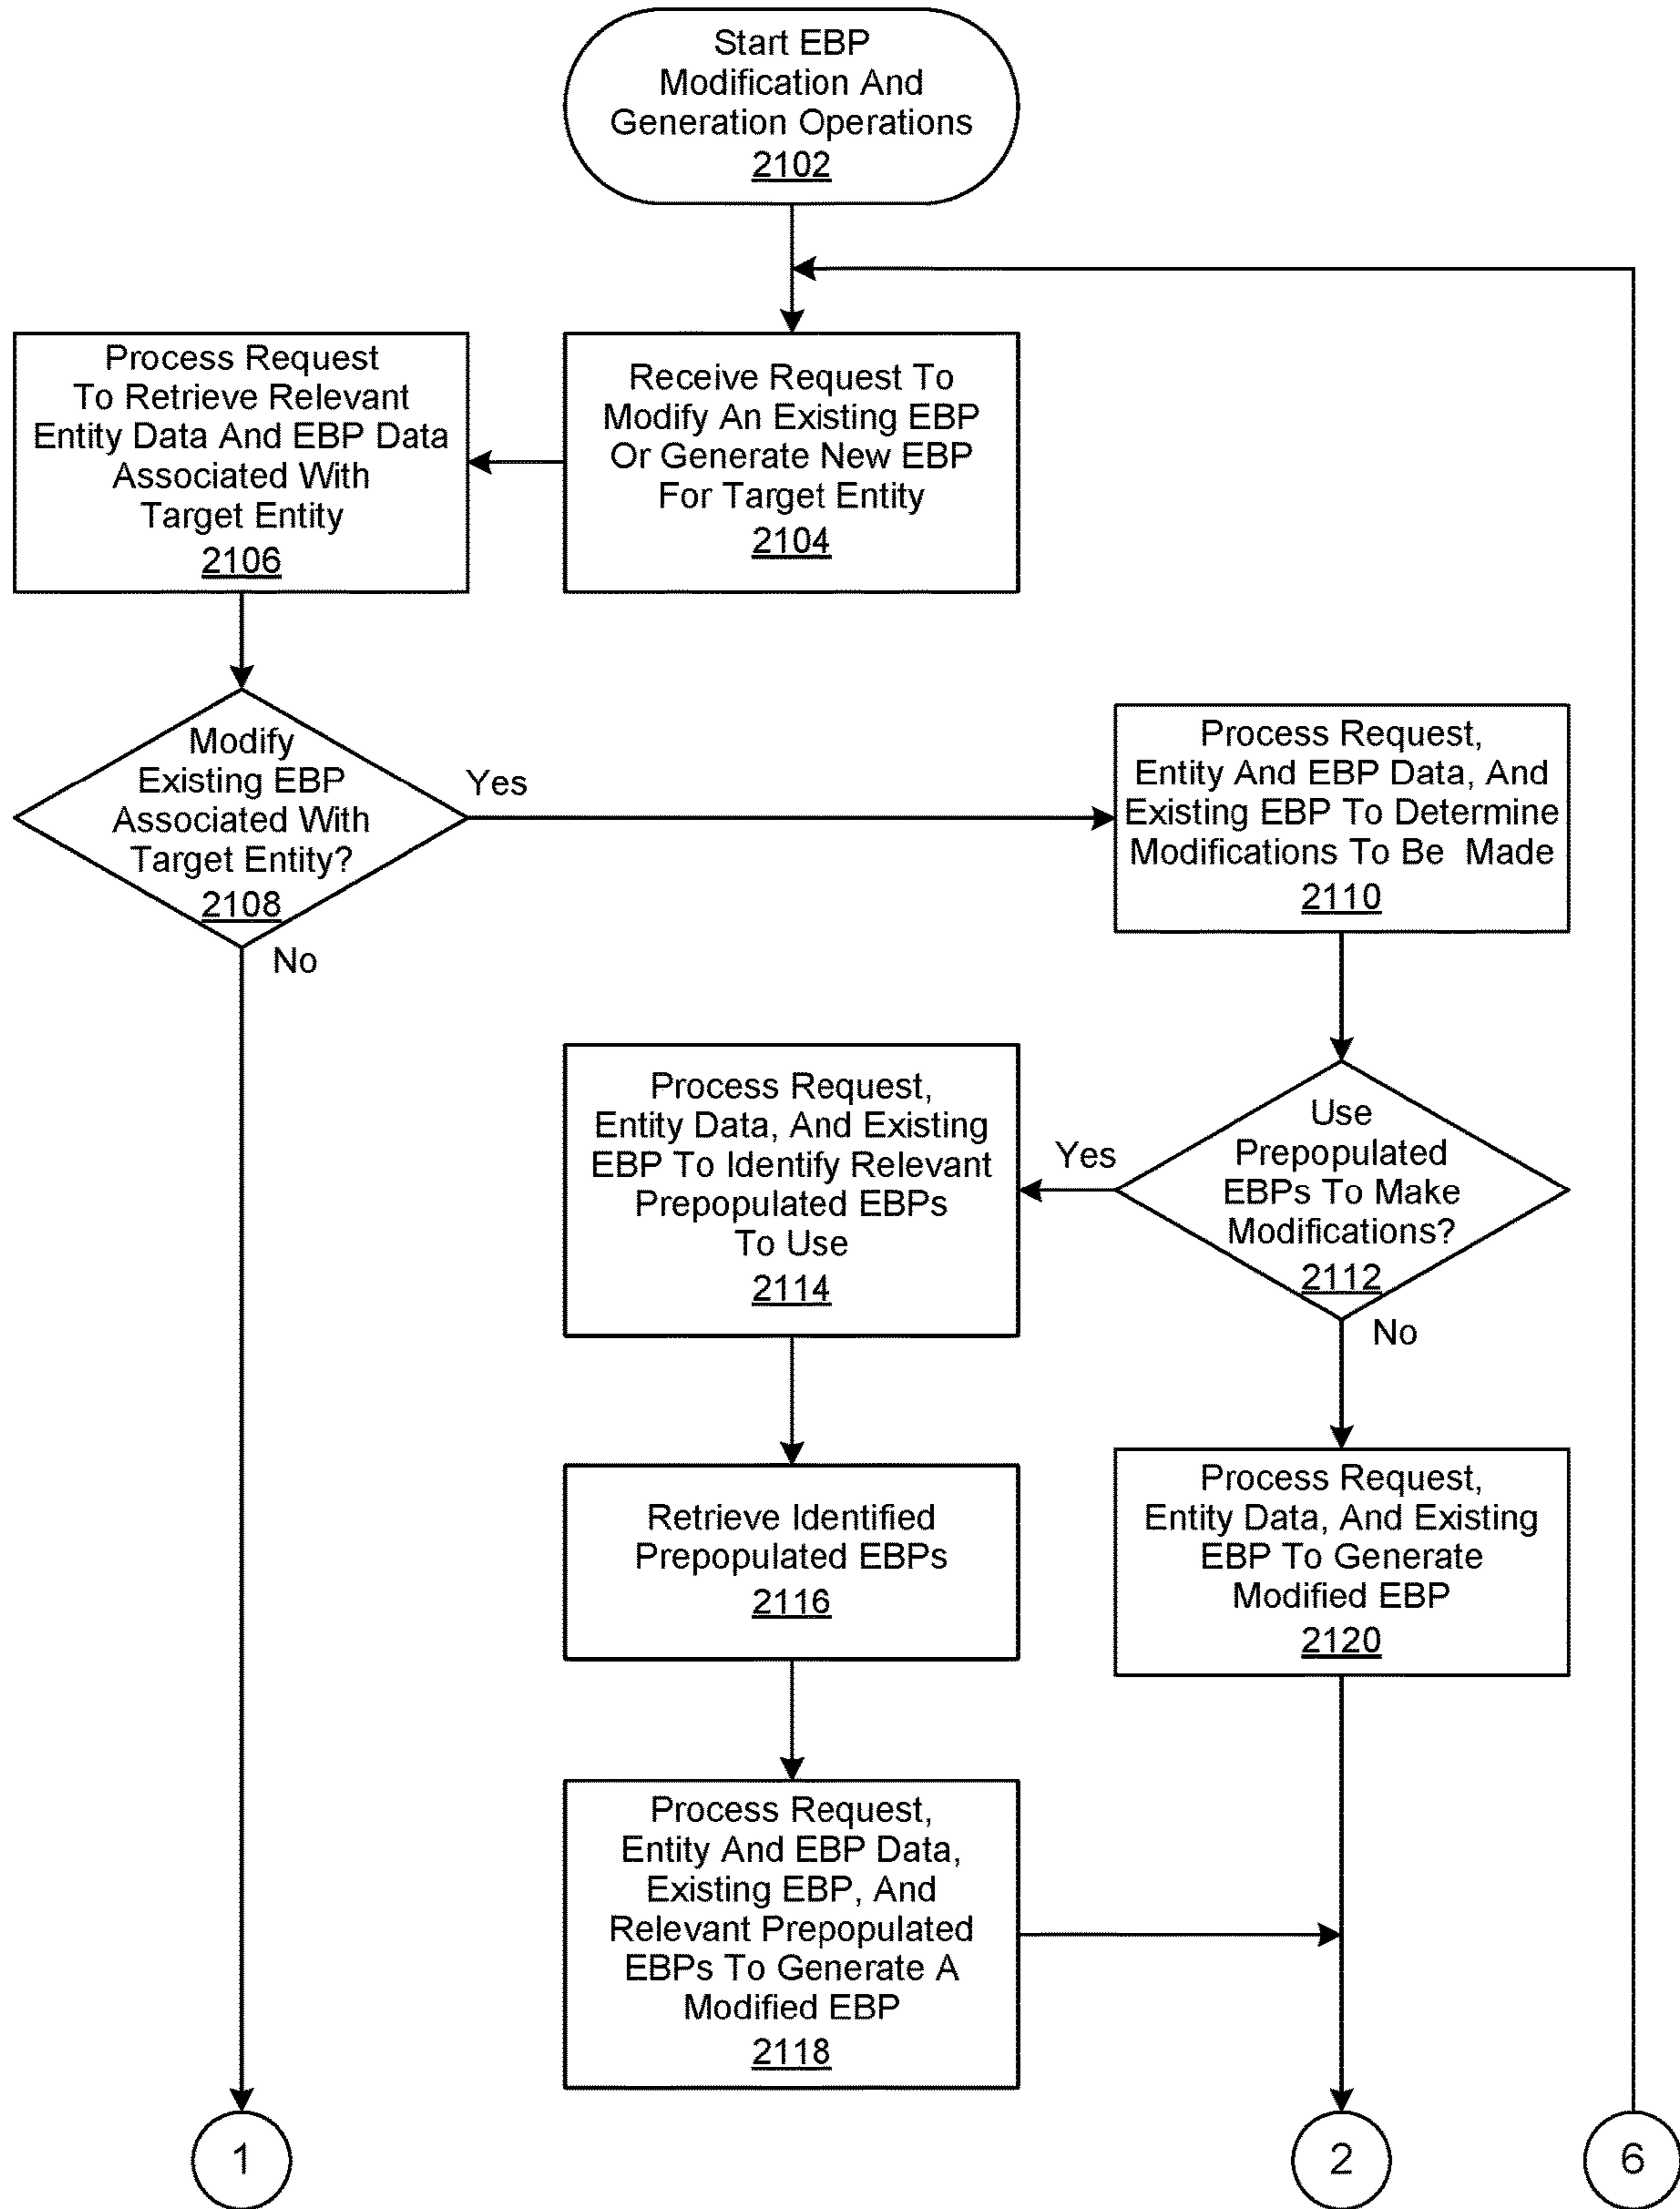 Start EBP
Modification And
Generation Operations
2102
Receive Request To
Modify An Existing EBP
Or Generate New EBP
For Target Entity
2104
Process Request
To Retrieve Relevant
Entity Data And EBP Data
Associated With
Target Entity
2106
Modify
Existing EBP
Associated With
Target Entity?
2108
Yes
No
Process Request,
Entity And EBP Data, And
Existing EBP To Determine
Modifications To Be Made
2110
Use
Prepopulated
EBPs To Make
Modifications?
2112
Yes
No
Process Request,
Entity Data, And Existing
EBP To Identify Relevant
Prepopulated EBPs
To Use
2114
Retrieve Identified
Prepopulated EBPs
2116
Process Request,
Entity Data, And Existing
EBP To Generate
Modified EBP
2120
Process Request,
Entity And EBP Data,
Existing EBP, And
Relevant Prepopulated
EBPs To Generate A
Modified EBP
2118
1
2
6